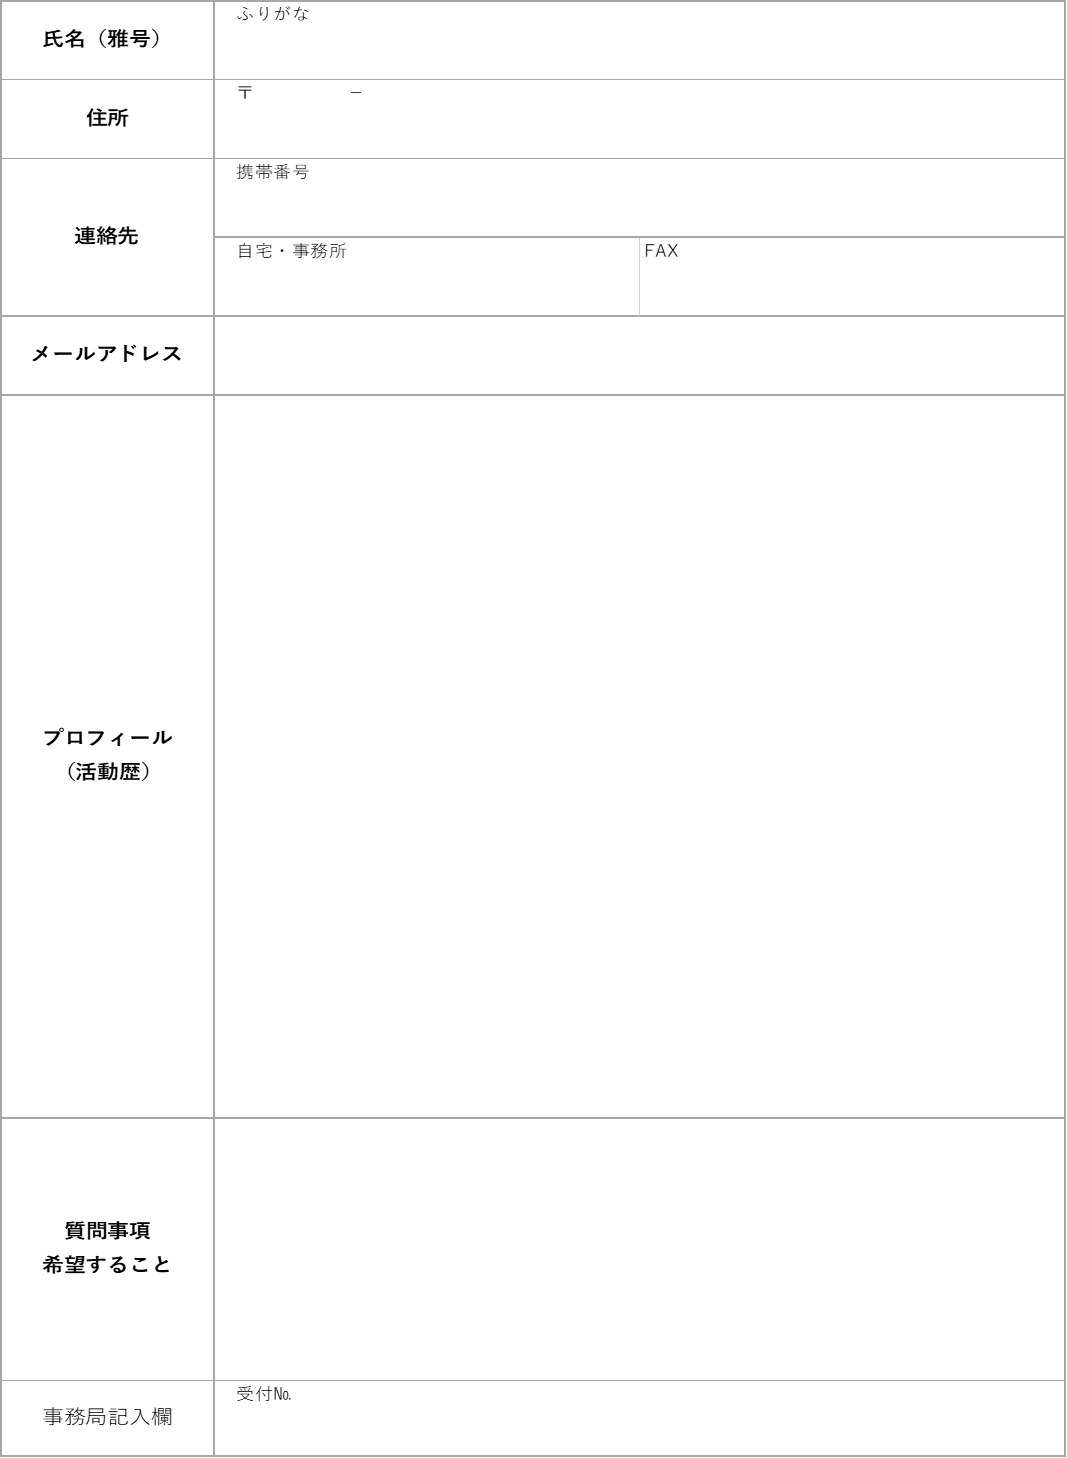 氏名（雅号）
ふりがな
住所
〒　　　　　－
連絡先
携帯番号
自宅・事務所
FAX
メールアドレス
プロフィール
（活動歴）
質問事項
希望すること
事務局記入欄
受付№